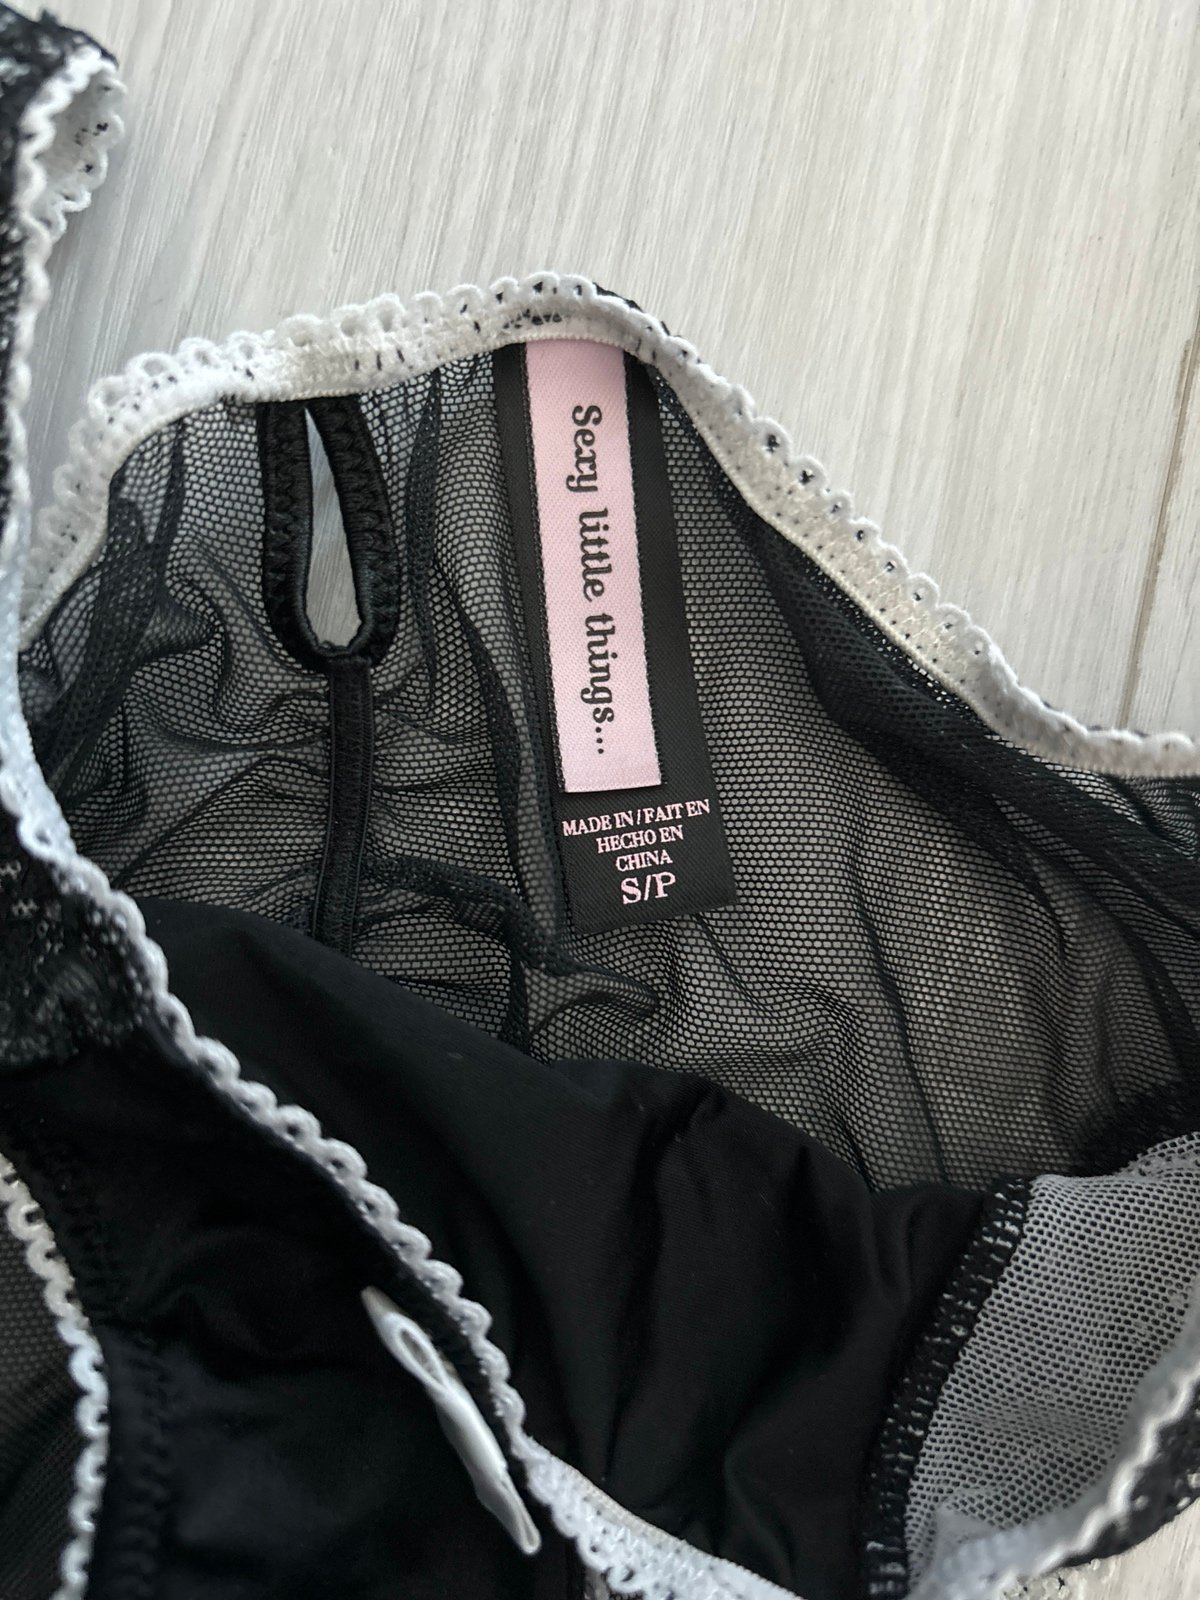 Sexy little things...
MADE IN / FAIT EN
HECHO EN
CHINA
S/P